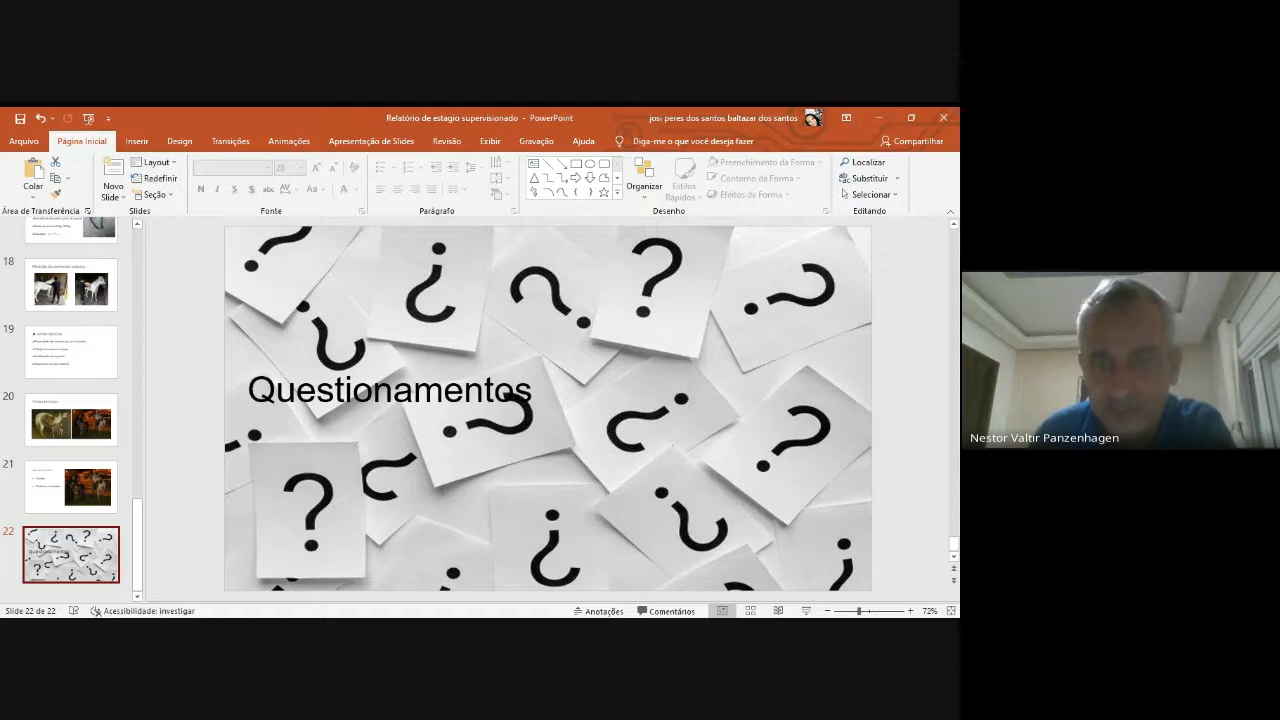 Relatório de estagio supervisionado - PowerPoint
josi peres dos santos baltazar dos santos
Arquivo Página Inicial Inserir Design Transições Animações Apresentação de Slides Revisão Exibir Gravação Ajuda Diga-me o que você deseja fazer Compartilhar
Colar
Novo Slide
Layout
Redefinir
Seção
28
N I S S abc AV Aa A
Organizar
Estilos Rápidos
Preenchimento da Forma
Contorno da Forma
Efeitos de Forma
Localizar
Substituir
Selecionar
Área de Transferência Slides Fonte Parágrafo Desenho Editando
18
19
20
21
22
Questionamentos
? ? ? ? ? ? ? ? ? ? ? ? ? ? ? ? ?
Nestor Valtir Panzenhagen
Slide 22 de 22 Acessibilidade: investigar Anotações Comentários 72%